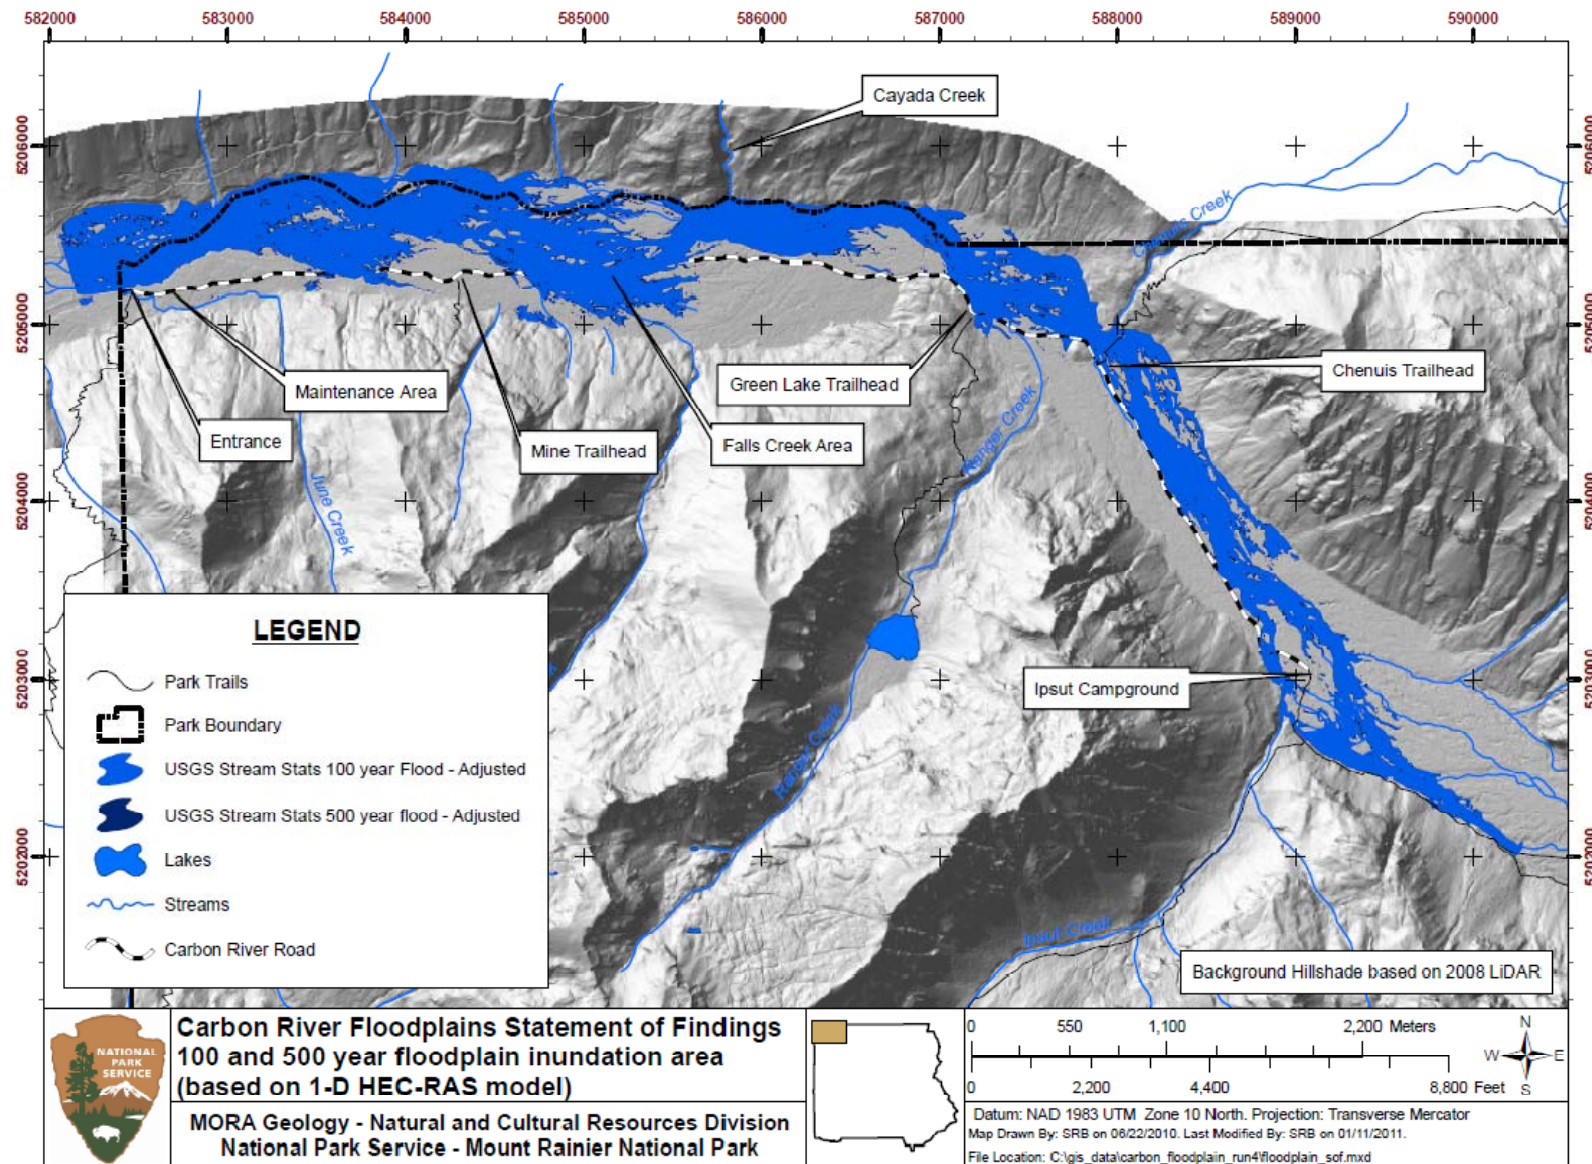 582000 583000 584000 585000 586000 587000 588000 589000 590000
5206000
5206000
Cayada Creek
Chenuis Creek
5205000
5205000
Chenuis Trailhead
Green Lake Trailhead
Maintenance Area
Entrance
Mine Trailhead
Falls Creek Area
Ranger Creek
June Creek
5204000
5204000
LEGEND
Park Trails
Park Boundary
USGS Stream Stats 100 year Flood - Adjusted
USGS Stream Stats 500 year flood - Adjusted
Lakes
Streams
Carbon River Road
5203000
5203000
Ipsut Campground
Ranger Creek
5202000
5202000
Ipsut Creek
Background Hillshade based on 2008 LiDAR
NATIONAL
PARK
SERVICE
Carbon River Floodplains Statement of Findings
100 and 500 year floodplain inundation area
(based on 1-D HEC-RAS model)
MORA Geology - Natural and Cultural Resources Division
National Park Service - Mount Rainier National Park
0 550 1,100 2,200 Meters
0 2,200 4,400 8,800 Feet
N
W E
S
Datum: NAD 1983 UTM Zone 10 North. Projection: Transverse Mercator
Map Drawn By: SRB on 06/22/2010. Last Modified By: SRB on 01/11/2011.
File Location: C:\gis_data\carbon_floodplain_run4\floodplain_sof.mxd